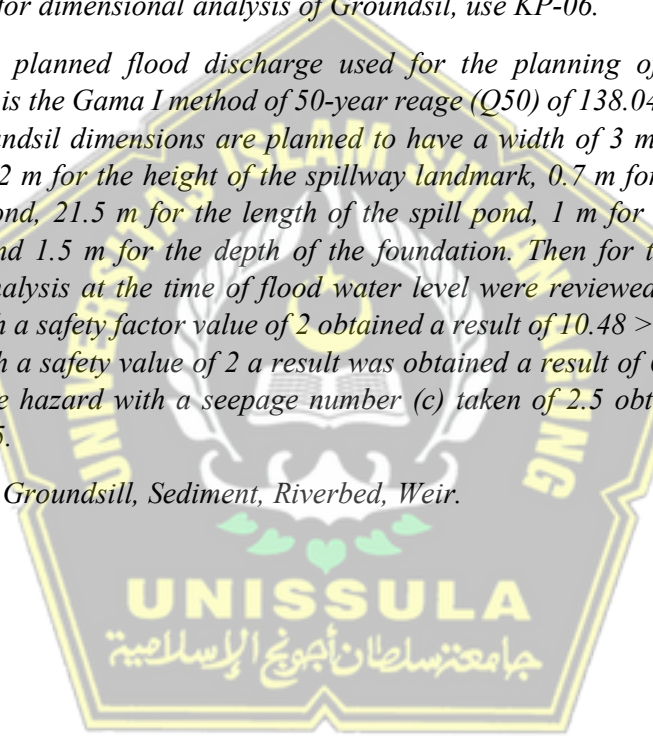 for dimensional analysis of Groundsil, use KP-06.
planned flood discharge used for the planning of
is the Gama I method of 50-year reage (Q50) of 138.04
undsil dimensions are planned to have a width of 3 m
2 m for the height of the spillway landmark, 0.7 m for
ond, 21.5 m for the length of the spill pond, 1 m for
nd 1.5 m for the depth of the foundation. Then for t
nalysis at the time of flood water level were reviewed
h a safety factor value of 2 obtained a result of 10.48 >
h a safety value of 2 a result was obtained a result of
e hazard with a seepage number (c) taken of 2.5 obt
5.
Groundsill, Sediment, Riverbed, Weir.
UNIVERSITAS ISLAM SULTAN AGUNG
UNISSULA
جامعة سلطان أجونج الإسلامية